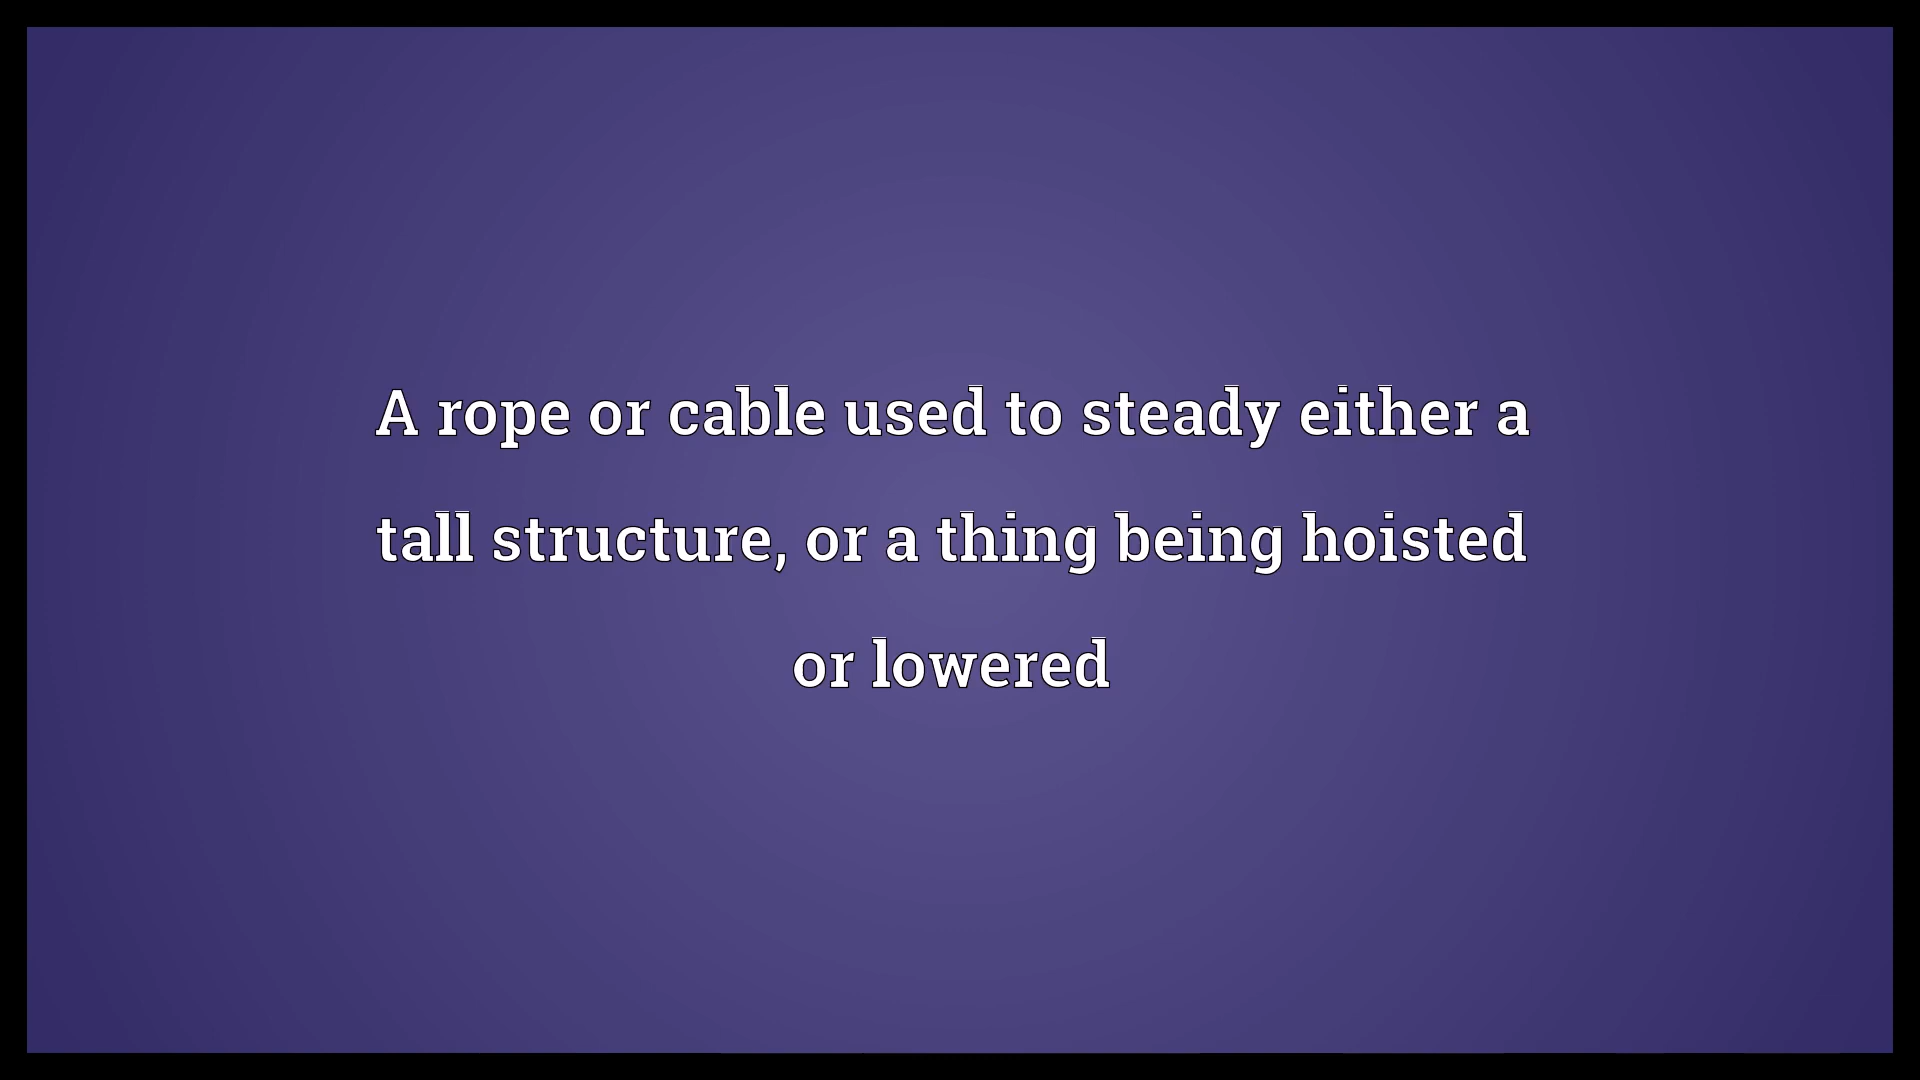 A rope or cable used to steady either a
tall structure, or a thing being hoisted
or lowered